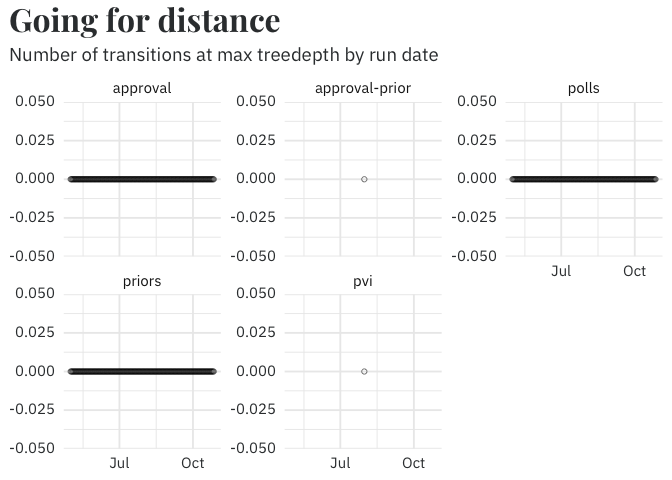 Going for distance
Number of transitions at max treedepth by run date
approval approval-prior polls
0.050 0.050 0.050
0.025 0.025 0.025
0.000 0.000 0.000
-0.025 -0.025 -0.025
-0.050 -0.050 -0.050
Jul Oct
priors pvi
0.050 0.050
0.025 0.025
0.000 0.000
-0.025 -0.025
-0.050 -0.050
Jul Oct Jul Oct